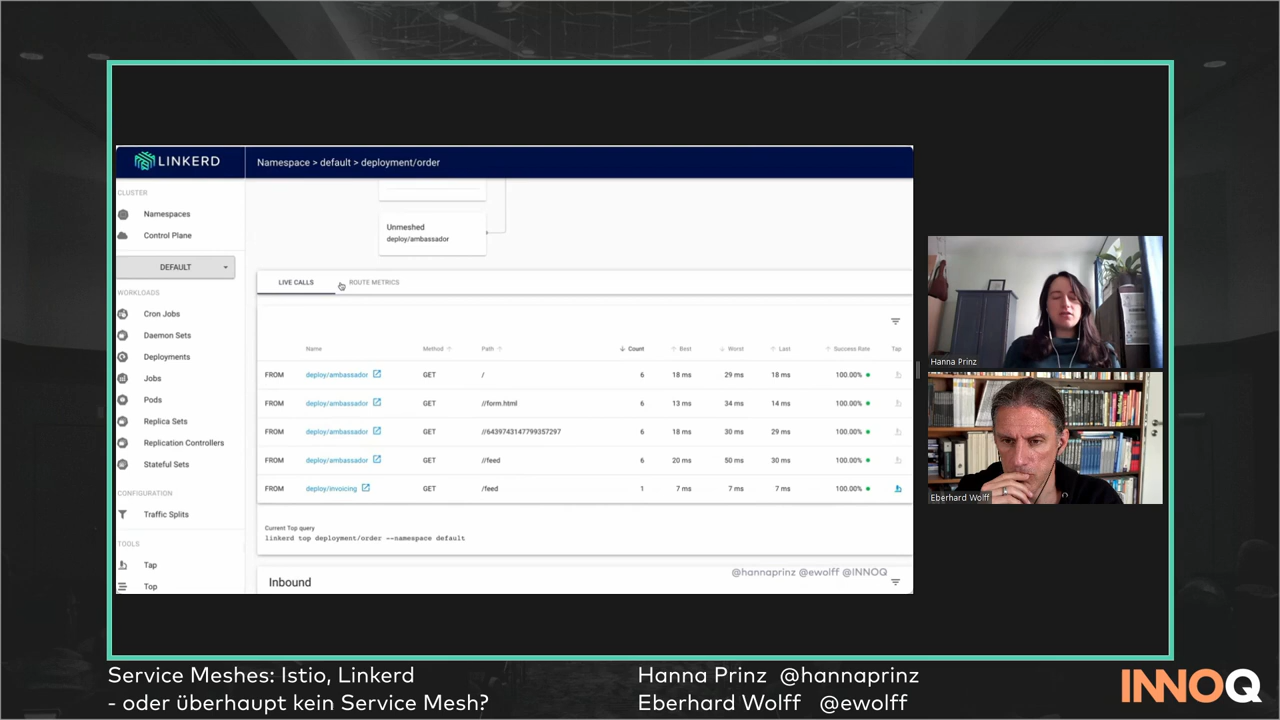 LINKERD
Namespace > default > deployment/order
CLUSTER
Namespaces
Control Plane
DEFAULT
WORKLOADS
Cron Jobs
Daemon Sets
Deployments
Jobs
Pods
Replica Sets
Replication Controllers
Stateful Sets
CONFIGURATION
Traffic Splits
TOOLS
Tap
Top
Unmeshed
deploy/ambassador
LIVE CALLS ROUTE METRICS
Name Method Path Count Best Worst Last Success Rate Tap
FROM deploy/ambassador GET / 6 18 ms 29 ms 18 ms 100.00%
FROM deploy/ambassador GET //form.html 6 13 ms 34 ms 14 ms 100.00%
FROM deploy/ambassador GET //6439743147799357297 6 18 ms 30 ms 29 ms 100.00%
FROM deploy/ambassador GET //feed 6 20 ms 50 ms 30 ms 100.00%
FROM deploy/invoicing GET /feed 1 7 ms 7 ms 7 ms 100.00%
Current Top query
linkerd top deployment/order --namespace default
@hannaprinz @ewolff @INNOQ
Inbound
Hanna Prinz
Eberhard Wolff
Service Meshes: Istio, Linkerd
- oder überhaupt kein Service Mesh?
Hanna Prinz @hannaprinz
Eberhard Wolff @ewolff
INNOQ